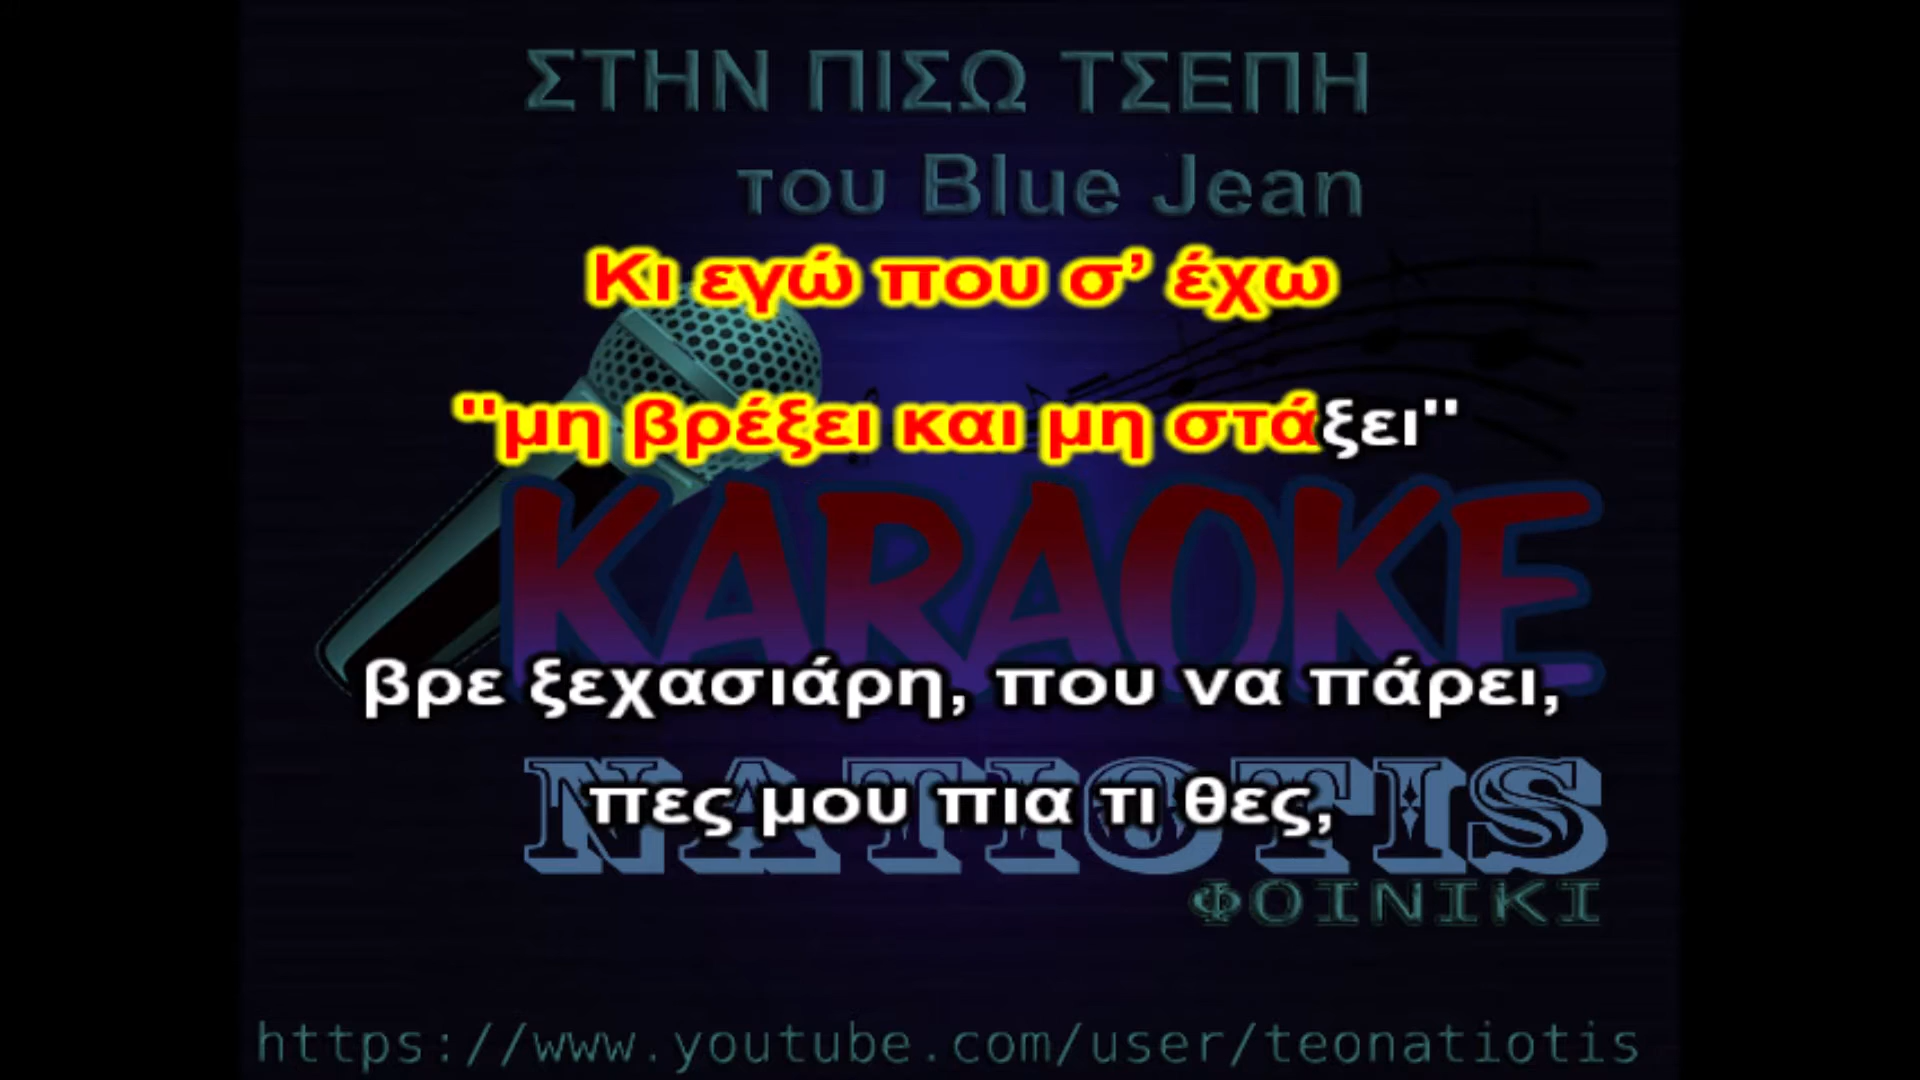 ΣΤΗΝ ΠΙΣΩ ΤΣΕΠΗ
του Blue Jean
Κι εγώ που σ’ έχω
"μη βρέξει και μη στάξει"
KARAOKE
βρε ξεχασιάρη, που να πάρει,
NATIOTIS
πες μου πια τι θες,
ΦΟΙΝΙΚΙ
https://www.youtube.com/user/teonatiotis